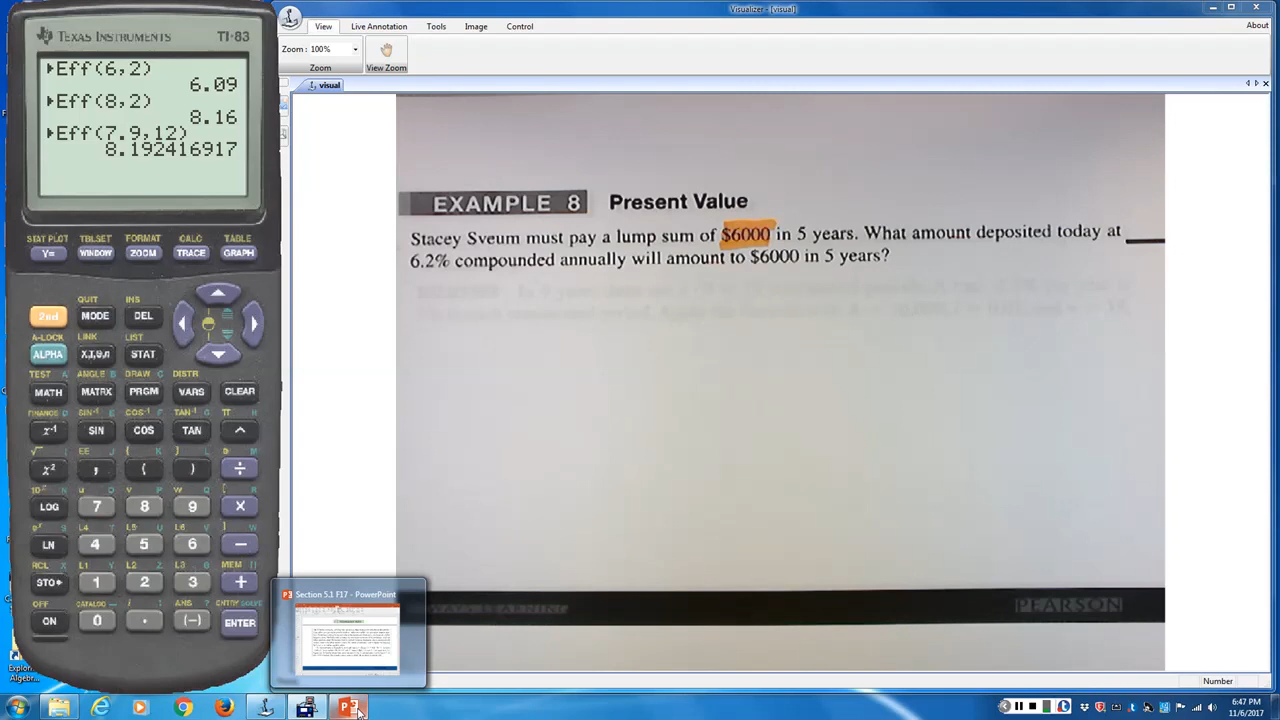 Visualizer - [visual]
View
Live Annotation
Tools
Image
Control
About
Zoom : 100%
View Zoom
Zoom
visual
TEXAS INSTRUMENTS TI-83
▸Eff(6,2)
6.09
▸Eff(8,2)
8.16
▸Eff(7.9,12)
8.192416917
STAT PLOT TBLSET FORMAT CALC TABLE
Y= WINDOW ZOOM TRACE GRAPH
QUIT INS
2nd MODE DEL
A-LOCK LINK LIST
ALPHA X,T,θ,n STAT
TEST A ANGLE B DRAW C DISTR
MATH MATRX PRGM VARS CLEAR
FINANCE D SIN⁻¹ E COS⁻¹ F TAN⁻¹ G π H
x⁻¹ SIN COS TAN ^
√ I EE J { K } L e M
x² , ( ) ÷
10ˣ N u O v P w Q [ R
LOG 7 8 9 ×
eˣ S L4 T L5 U L6 V ] W
LN 4 5 6 −
RCL X L1 Y L2 Z L3 θ MEM "
STO▸ 1 2 3 +
OFF CATALOG i : ANS ? ENTRY SOLVE
ON 0 . (−) ENTER
EXAMPLE 8 Present Value
Stacey Sveum must pay a lump sum of $6000 in 5 years. What amount deposited today at
6.2% compounded annually will amount to $6000 in 5 years?
ALWAYS LEARNING
PEARSON
Section 5.1 F17 - PowerPoint
Explor
Algebr...
Number
6:47 PM
11/6/2017